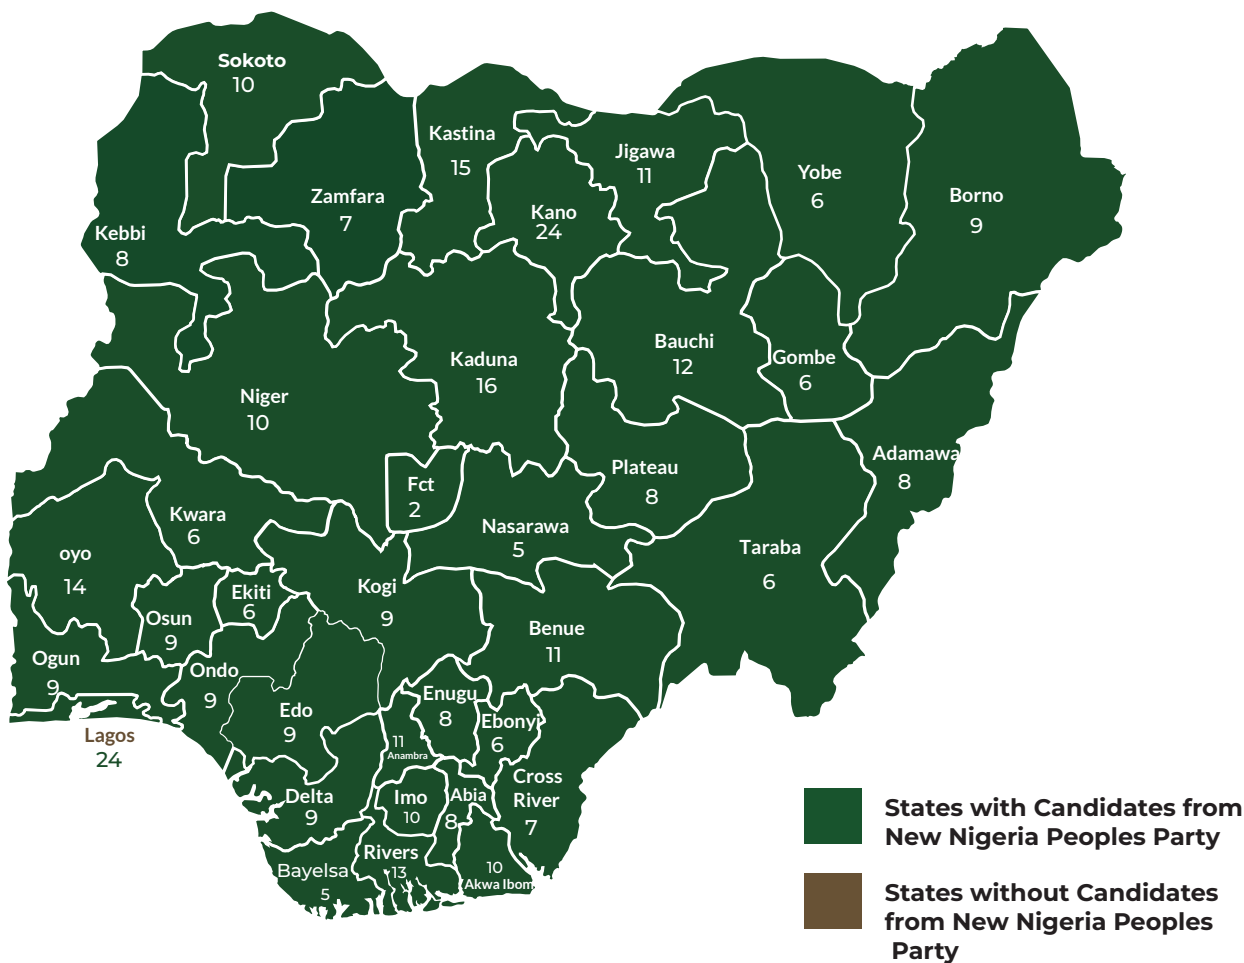 Sokoto
10
Kastina
15
Jigawa
11
Yobe
6
Borno
9
Zamfara
7
Kano
24
Kebbi
8
Bauchi
12
Gombe
6
Kaduna
16
Niger
10
Adamawa
8
Plateau
8
Fct
2
Nasarawa
5
Kwara
6
oyo
14
Taraba
6
Ekiti
6
Kogi
9
Osun
9
Benue
11
Ogun
9
Ondo
9
Edo
9
Enugu
8
Ebonyi
6
11
Anambra
Lagos
24
Cross
River
7
Delta
9
Imo
10
Abia
8
Rivers
13
Bayelsa
5
10
(Akwa Ibom
States with Candidates from
New Nigeria Peoples Party
States without Candidates
from New Nigeria Peoples
Party